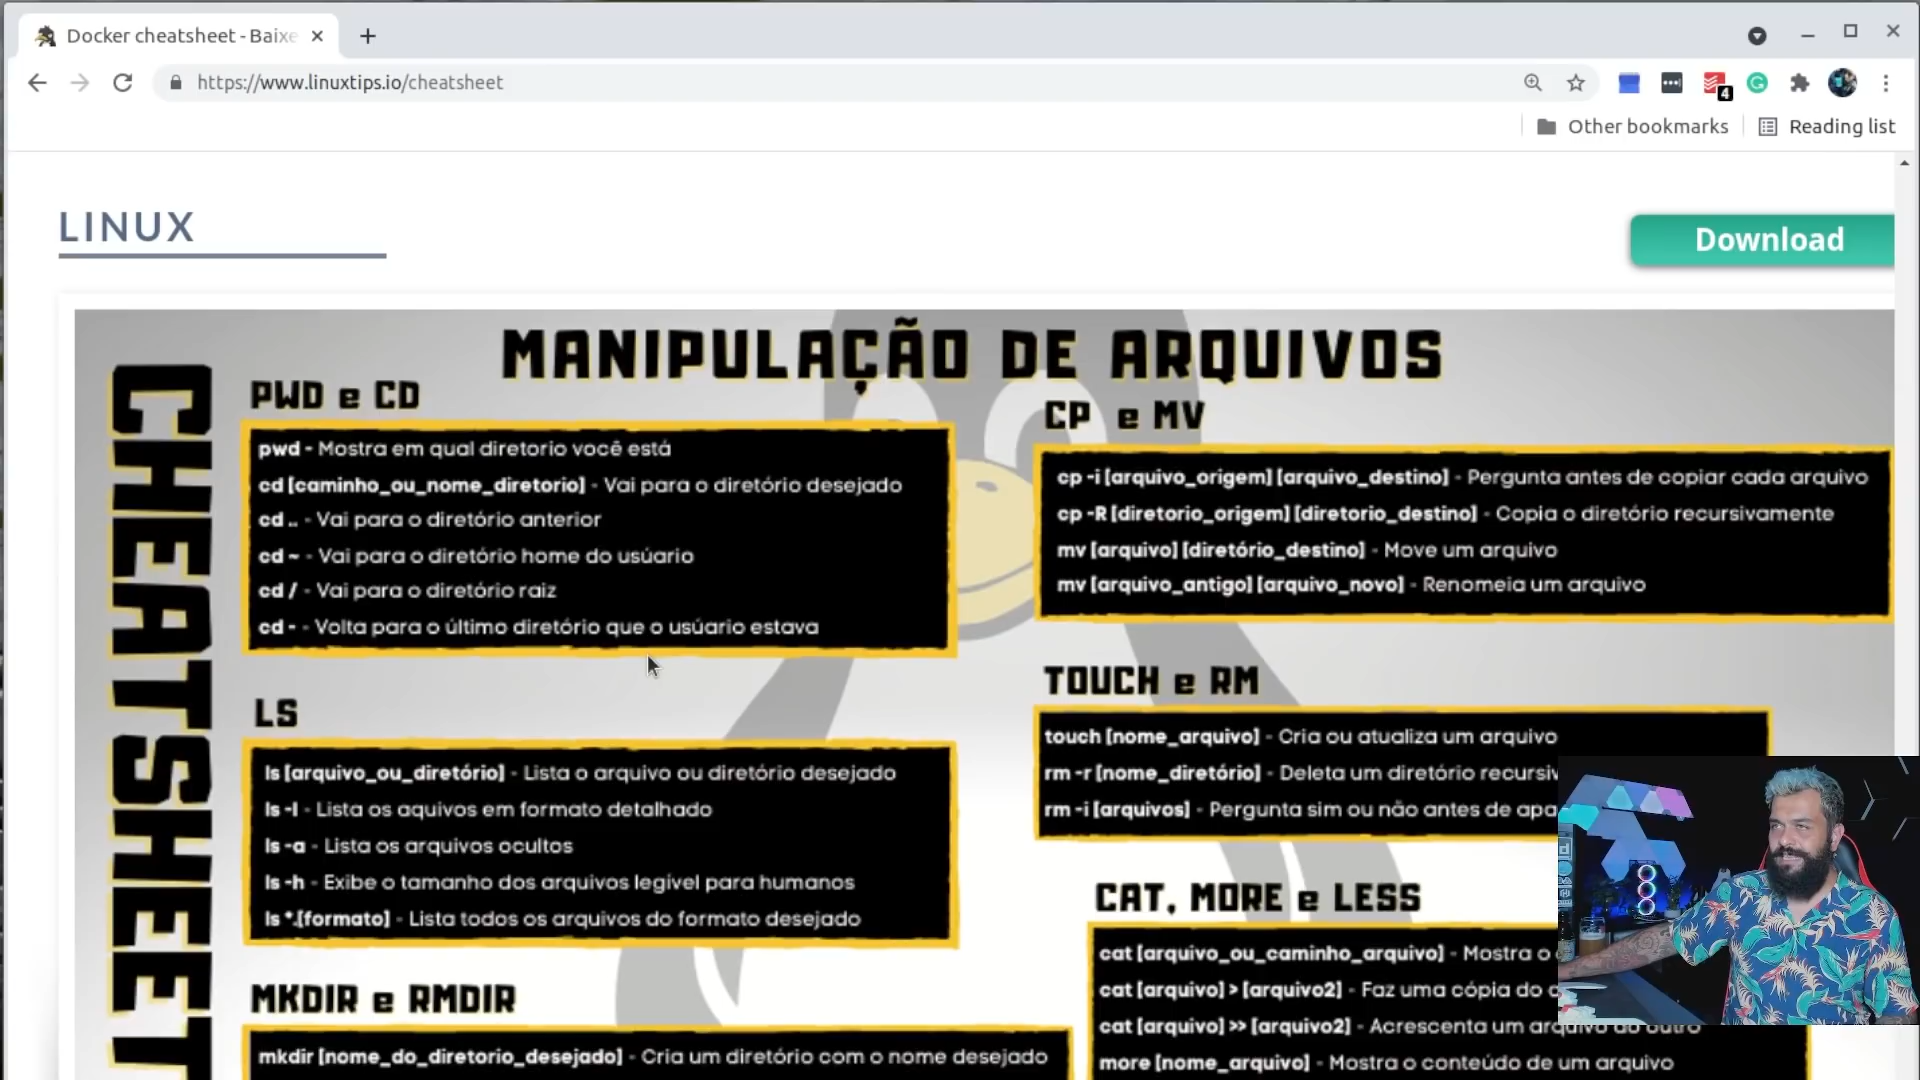 Docker cheatsheet - Baixe
https://www.linuxtips.io/cheatsheet
4
Other bookmarks
Reading list
LINUX
Download
MANIPULAÇÃO DE ARQUIVOS
CHEATSHEET
PWD e CD
pwd - Mostra em qual diretorio você está
cd [caminho_ou_nome_diretorio] - Vai para o diretório desejado
cd .. - Vai para o diretório anterior
cd ~ - Vai para o diretório home do usúario
cd / - Vai para o diretório raiz
cd - - Volta para o último diretório que o usúario estava
LS
ls [arquivo_ou_diretório] - Lista o arquivo ou diretório desejado
ls -l - Lista os aquivos em formato detalhado
ls -a - Lista os arquivos ocultos
ls -h - Exibe o tamanho dos arquivos legivel para humanos
ls *.[formato] - Lista todos os arquivos do formato desejado
MKDIR e RMDIR
mkdir [nome_do_diretorio_desejado] - Cria um diretório com o nome desejado
CP e MV
cp -i [arquivo_origem] [arquivo_destino] - Pergunta antes de copiar cada arquivo
cp -R [diretorio_origem] [diretorio_destino] - Copia o diretório recursivamente
mv [arquivo] [diretório_destino] - Move um arquivo
mv [arquivo_antigo] [arquivo_novo] - Renomeia um arquivo
TOUCH e RM
touch [nome_arquivo] - Cria ou atualiza um arquivo
rm -r [nome_diretório] - Deleta um diretório recursiv
rm -i [arquivos] - Pergunta sim ou não antes de apa
CAT, MORE e LESS
cat [arquivo_ou_caminho_arquivo] - Mostra o
cat [arquivo] > [arquivo2] - Faz uma cópia do
cat [arquivo] >> [arquivo2] - Acrescenta um arquivo ao outro
more [nome_arquivo] - Mostra o conteúdo de um arquivo